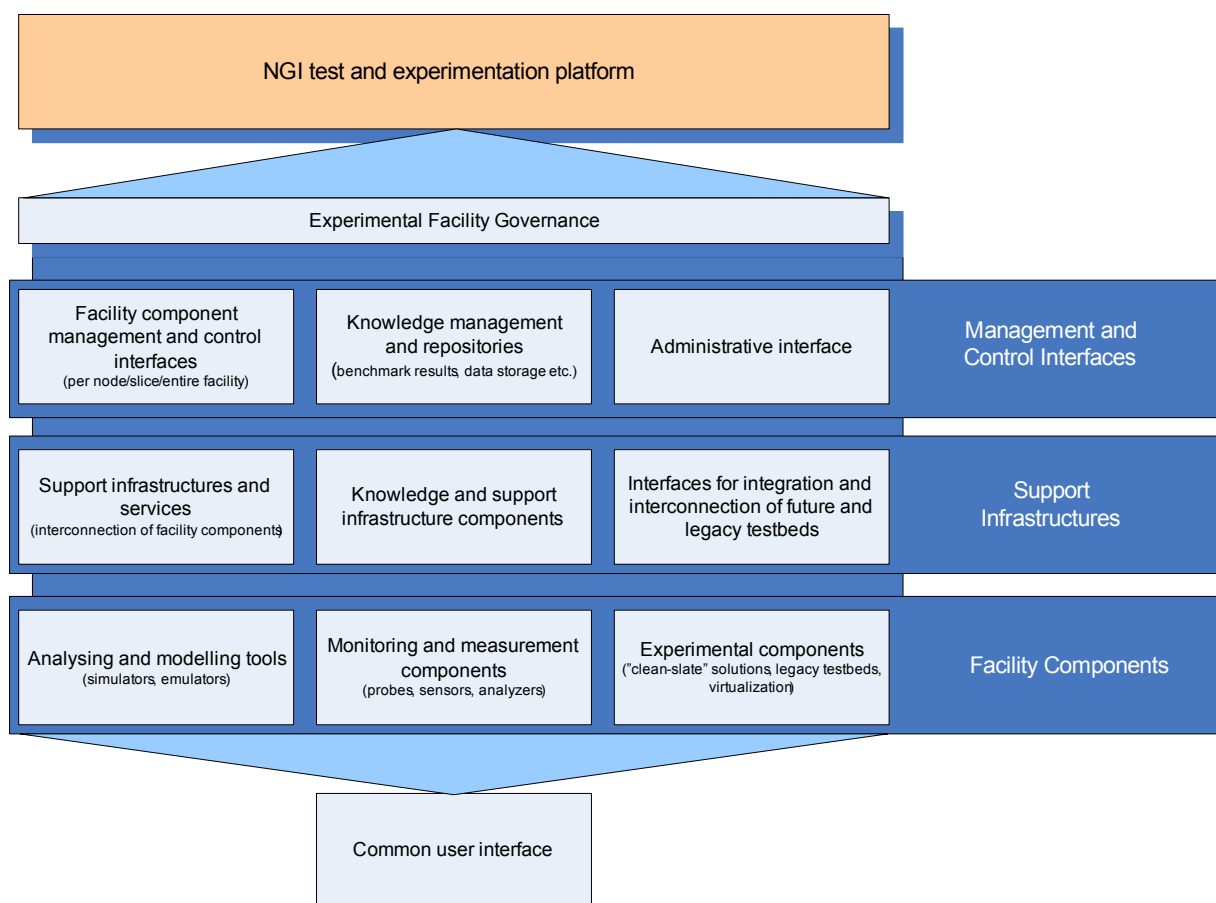 NGI test and experimentation platform
Experimental Facility Governance
Facility component
management and control
interfaces
(per node/slice/entire facility)
Knowledge management
and repositories
(benchmark results, data storage etc.)
Administrative interface
Management and
Control Interfaces
Support infrastructures and
services
(interconnection of facility components)
Knowledge and support
infrastructure components
Interfaces for integration and
interconnection of future and
legacy testbeds
Support
Infrastructures
Analysing and modelling tools
(simulators, emulators)
Monitoring and measurement
components
(probes, sensors, analyzers)
Experimental components
("clean-slate" solutions, legacy testbeds,
virtualization)
Facility Components
Common user interface